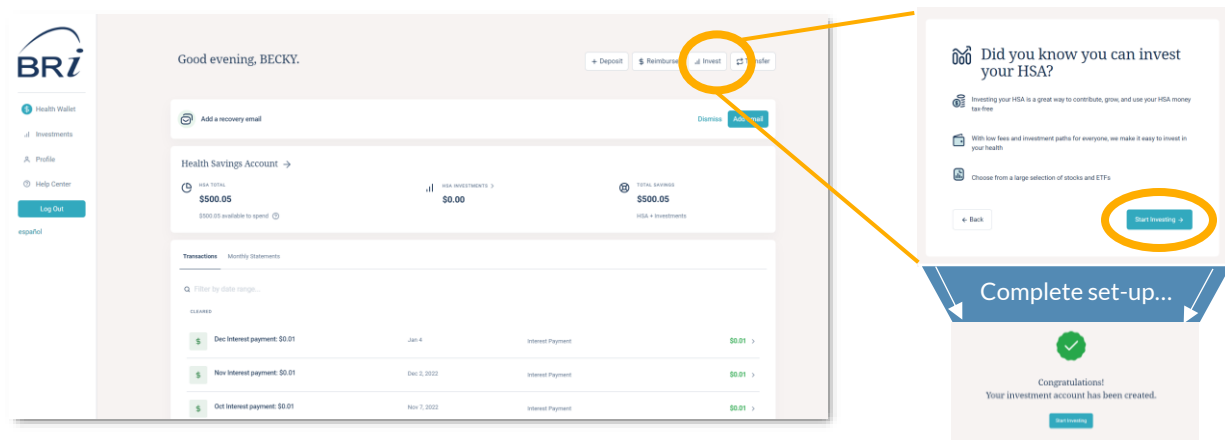 BRi
Health Wallet
Investments
Profile
Help Center
Log Out
español
Good evening, BECKY.
+ Deposit
$ Reimburse
Invest
Transfer
Add a recovery email
Dismiss
Add email
Health Savings Account →
HSA TOTAL
$500.05
$500.05 available to spend
HSA INVESTMENTS >
$0.00
TOTAL SAVINGS
$500.05
HSA + Investments
Transactions
Monthly Statements
Filter by date range...
CLEARED
$ Dec Interest payment: $0.01 Jan 4 Interest Payment $0.01 >
$ Nov Interest payment: $0.01 Dec 2, 2022 Interest Payment $0.01 >
$ Oct Interest payment: $0.01 Nov 7, 2022 Interest Payment $0.01 >
Did you know you can invest
your HSA?
Investing your HSA is a great way to contribute, grow, and use your HSA money
tax-free
With low fees and investment paths for everyone, we make it easy to invest in
your health
Choose from a large selection of stocks and ETFs
← Back
Start Investing →
Complete set-up...
Congratulations!
Your investment account has been created.
Start Investing